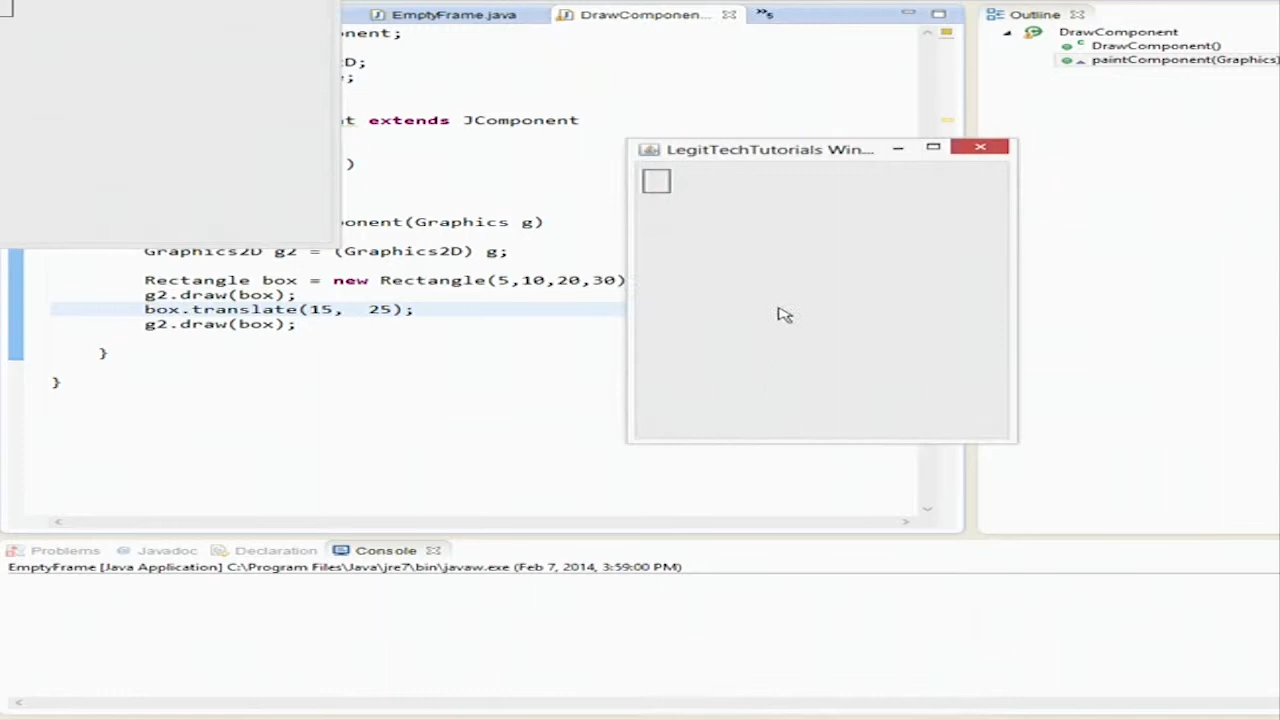 EmptyFrame.java
DrawComponen...
5
Outline
onent;
DrawComponent
DrawComponent()
D;
paintComponent(Graphics)
;
t extends JComponent
LegitTechTutorials Win...
)
onent(Graphics g)
Graphics2D g2 = (Graphics2D) g;
Rectangle box = new Rectangle(5,10,20,30)
g2.draw(box);
box.translate(15, 25);
g2.draw(box);
}
}
Problems
Javadoc
Declaration
Console
EmptyFrame [Java Application] C:\Program Files\Java\jre7\bin\javaw.exe (Feb 7, 2014, 3:59:00 PM)